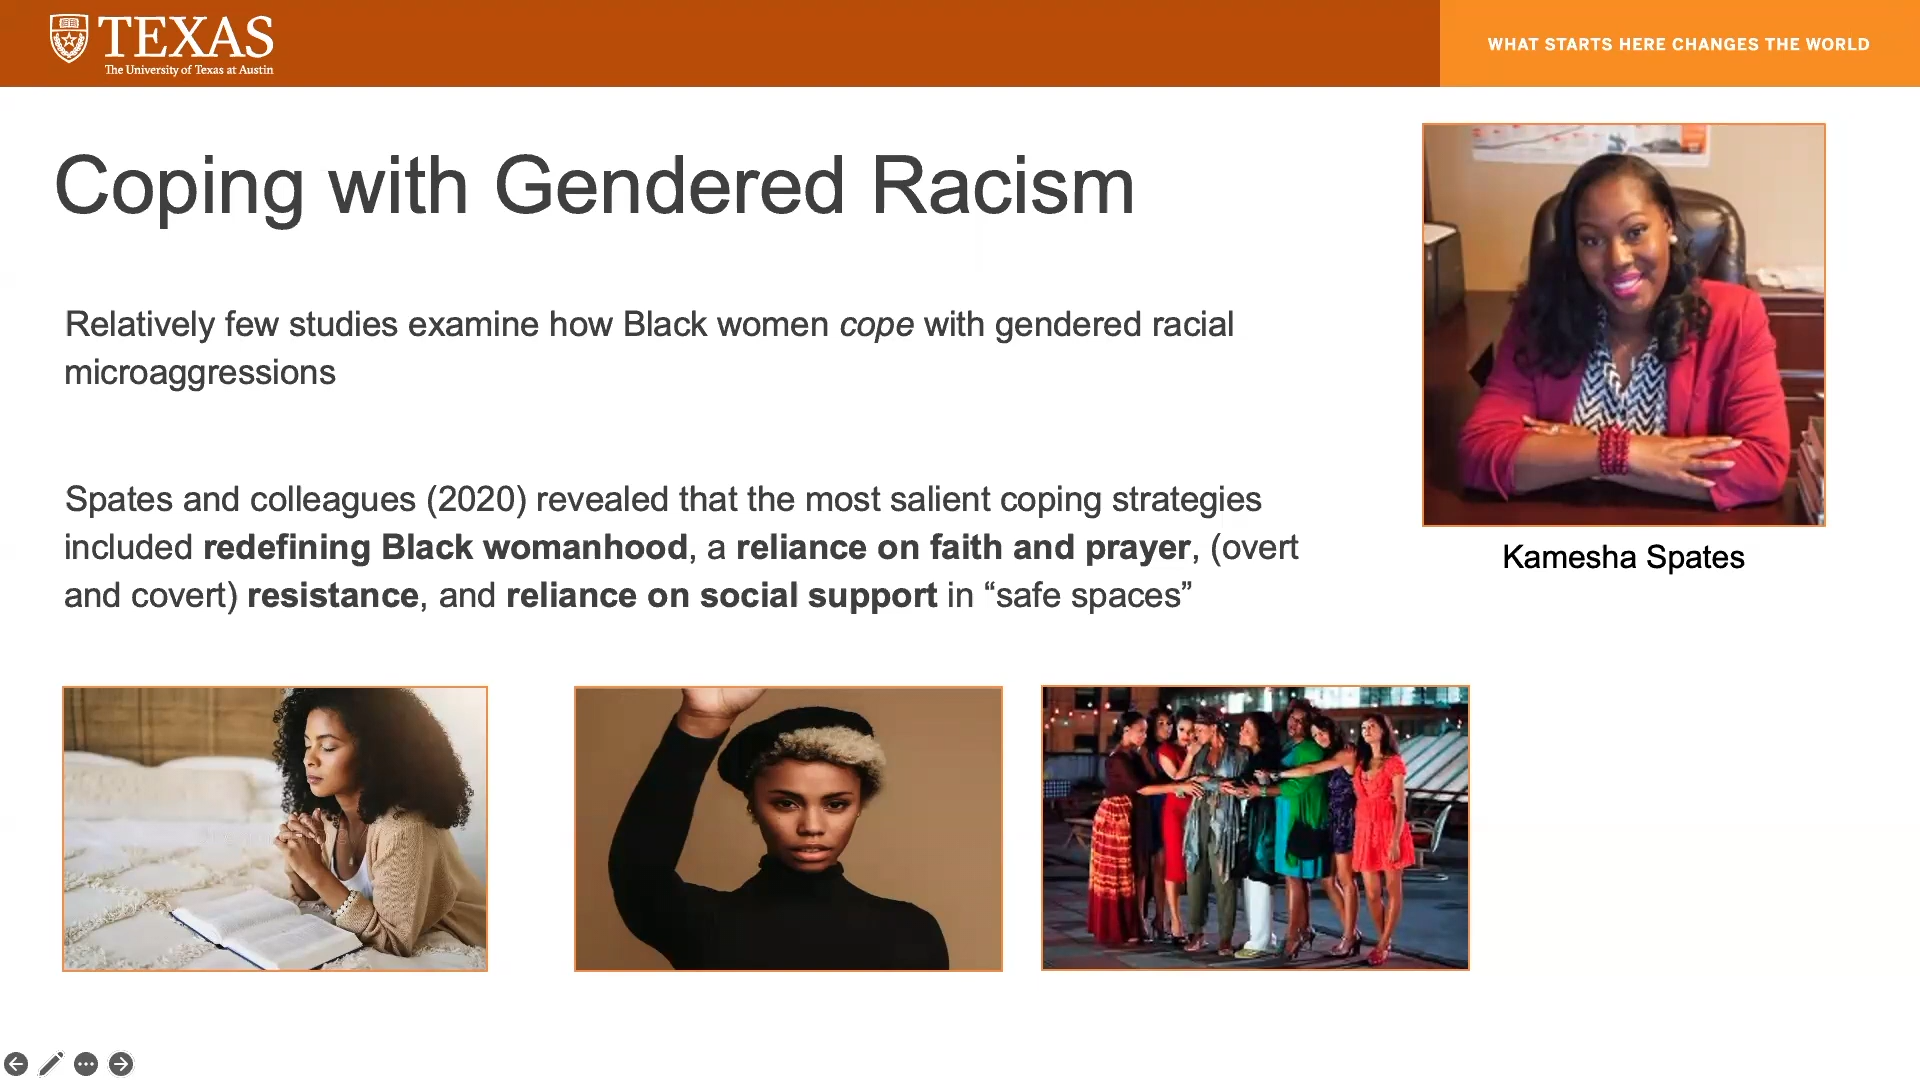 TEXAS
The University of Texas at Austin
WHAT STARTS HERE CHANGES THE WORLD
Coping with Gendered Racism
Relatively few studies examine how Black women cope with gendered racial
microaggressions
Spates and colleagues (2020) revealed that the most salient coping strategies
included redefining Black womanhood, a reliance on faith and prayer, (overt
and covert) resistance, and reliance on social support in “safe spaces”
Kamesha Spates